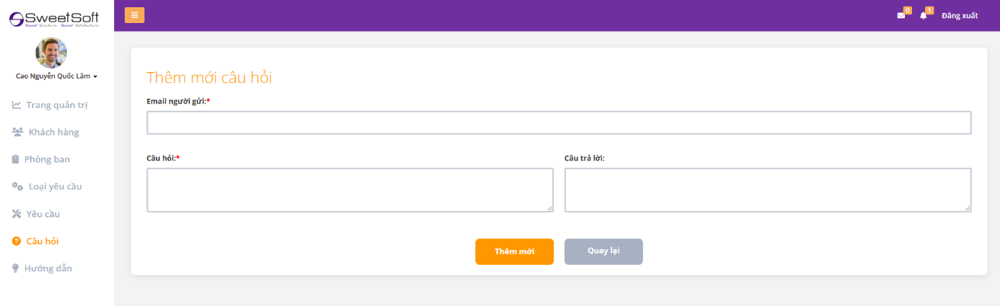 SweetSoft
Sweet Solutions - Sweet Satisfactions
Cao Nguyễn Quốc Lâm
Trang quản trị
Khách hàng
Phòng ban
Loại yêu cầu
Yêu cầu
Câu hỏi
Hướng dẫn
0
1
Đăng xuất
Thêm mới câu hỏi
Email người gửi:*
Câu hỏi:*
Câu trả lời:
Thêm mới
Quay lại